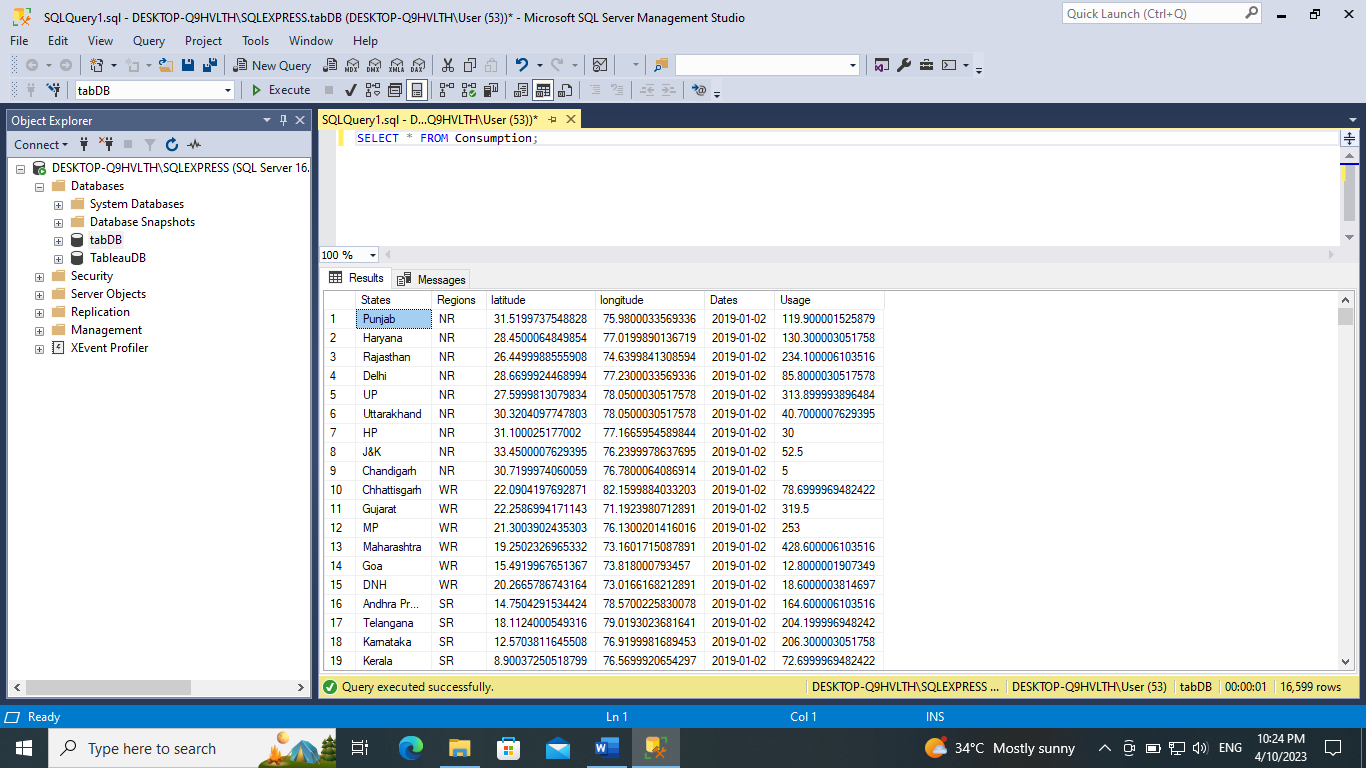 SQLQuery1.sql - DESKTOP-Q9HVLTH\SQLEXPRESS.tabDB (DESKTOP-Q9HVLTH\User (53))* - Microsoft SQL Server Management Studio
Quick Launch (Ctrl+Q)
File Edit View Query Project Tools Window Help
New Query MDX DMX XMLA DAX
tabDB Execute
Object Explorer
SQLQuery1.sql - D...Q9HVLTH\User (53))*
Connect
SELECT * FROM Consumption;
DESKTOP-Q9HVLTH\SQLEXPRESS (SQL Server 16.
Databases
System Databases
Database Snapshots
tabDB
TableauDB
Security
Server Objects
Replication
Management
XEvent Profiler
100 %
Results Messages
States Regions latitude longitude Dates Usage
1 Punjab NR 31.5199737548828 75.9800033569336 2019-01-02 119.900001525879
2 Haryana NR 28.4500064849854 77.0199890136719 2019-01-02 130.300003051758
3 Rajasthan NR 26.4499988555908 74.6399841308594 2019-01-02 234.100006103516
4 Delhi NR 28.6699924468994 77.2300033569336 2019-01-02 85.8000030517578
5 UP NR 27.5999813079834 78.0500030517578 2019-01-02 313.899993896484
6 Uttarakhand NR 30.3204097747803 78.0500030517578 2019-01-02 40.7000007629395
7 HP NR 31.100025177002 77.1665954589844 2019-01-02 30
8 J&K NR 33.4500007629395 76.2399978637695 2019-01-02 52.5
9 Chandigarh NR 30.7199974060059 76.7800064086914 2019-01-02 5
10 Chhattisgarh WR 22.0904197692871 82.1599884033203 2019-01-02 78.6999969482422
11 Gujarat WR 22.2586994171143 71.1923980712891 2019-01-02 319.5
12 MP WR 21.3003902435303 76.1300201416016 2019-01-02 253
13 Maharashtra WR 19.2502326965332 73.1601715087891 2019-01-02 428.600006103516
14 Goa WR 15.4919967651367 73.818000793457 2019-01-02 12.8000001907349
15 DNH WR 20.2665786743164 73.0166168212891 2019-01-02 18.6000003814697
16 Andhra Pr... SR 14.7504291534424 78.5700225830078 2019-01-02 164.600006103516
17 Telangana SR 18.1124000549316 79.0193023681641 2019-01-02 204.199996948242
18 Karnataka SR 12.5703811645508 76.9199981689453 2019-01-02 206.300003051758
19 Kerala SR 8.90037250518799 76.5699920654297 2019-01-02 72.6999969482422
Query executed successfully. DESKTOP-Q9HVLTH\SQLEXPRESS ... DESKTOP-Q9HVLTH\User (53) tabDB 00:00:01 16,599 rows
Ready Ln 1 Col 1 INS
Type here to search
34°C Mostly sunny
ENG
10:24 PM
4/10/2023